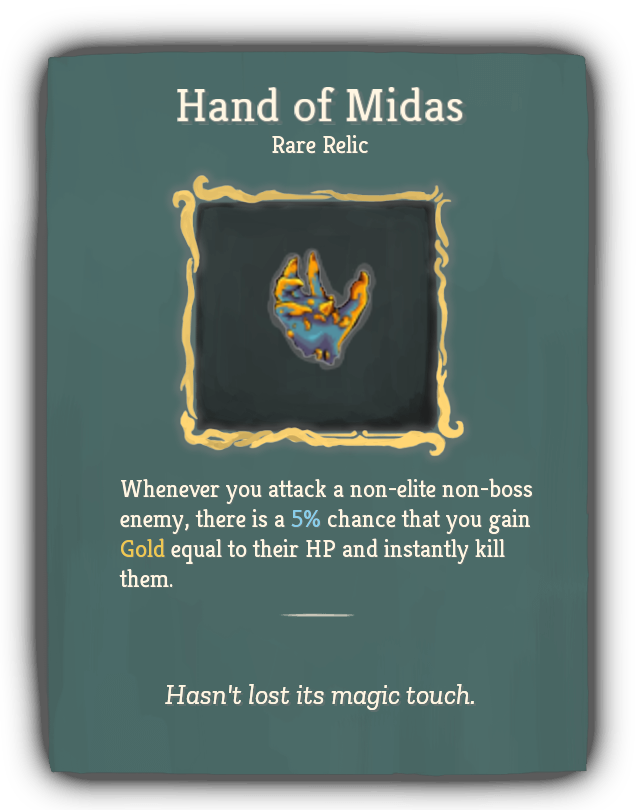 Hand of Midas
Rare Relic
Whenever you attack a non-elite non-boss
enemy, there is a 5% chance that you gain
Gold equal to their HP and instantly kill
them.
Hasn't lost its magic touch.